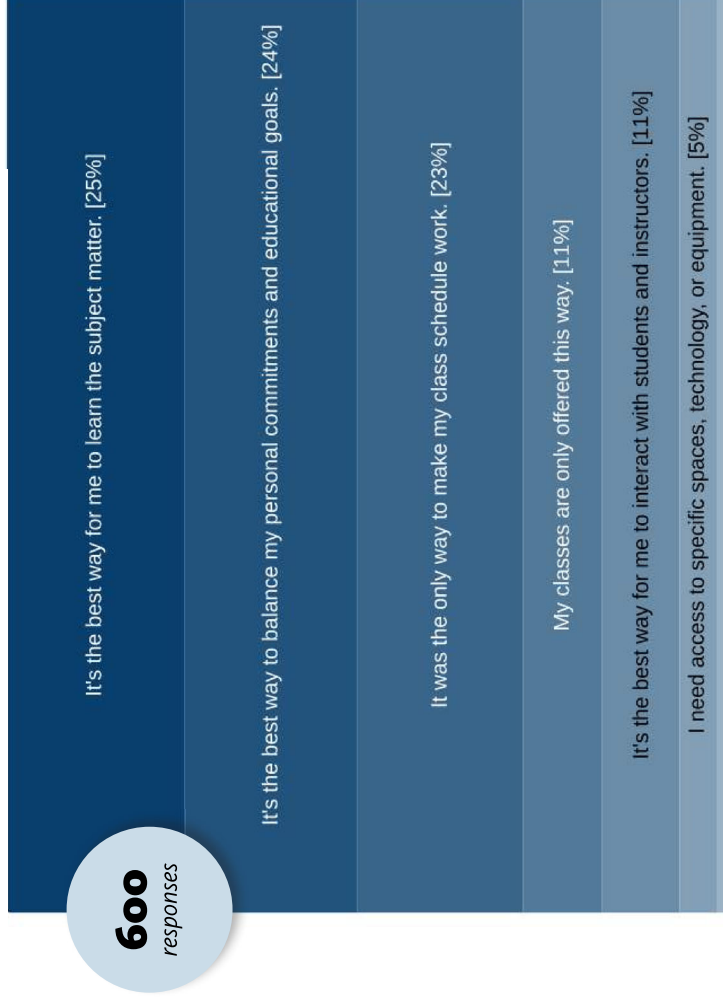 It's the best way for me to learn the subject matter. [25%]
It's the best way to balance my personal commitments and educational goals. [24%]
It was the only way to make my class schedule work. [23%]
My classes are only offered this way. [11%]
It's the best way for me to interact with students and instructors. [11%]
I need access to specific spaces, technology, or equipment. [5%]
600
responses